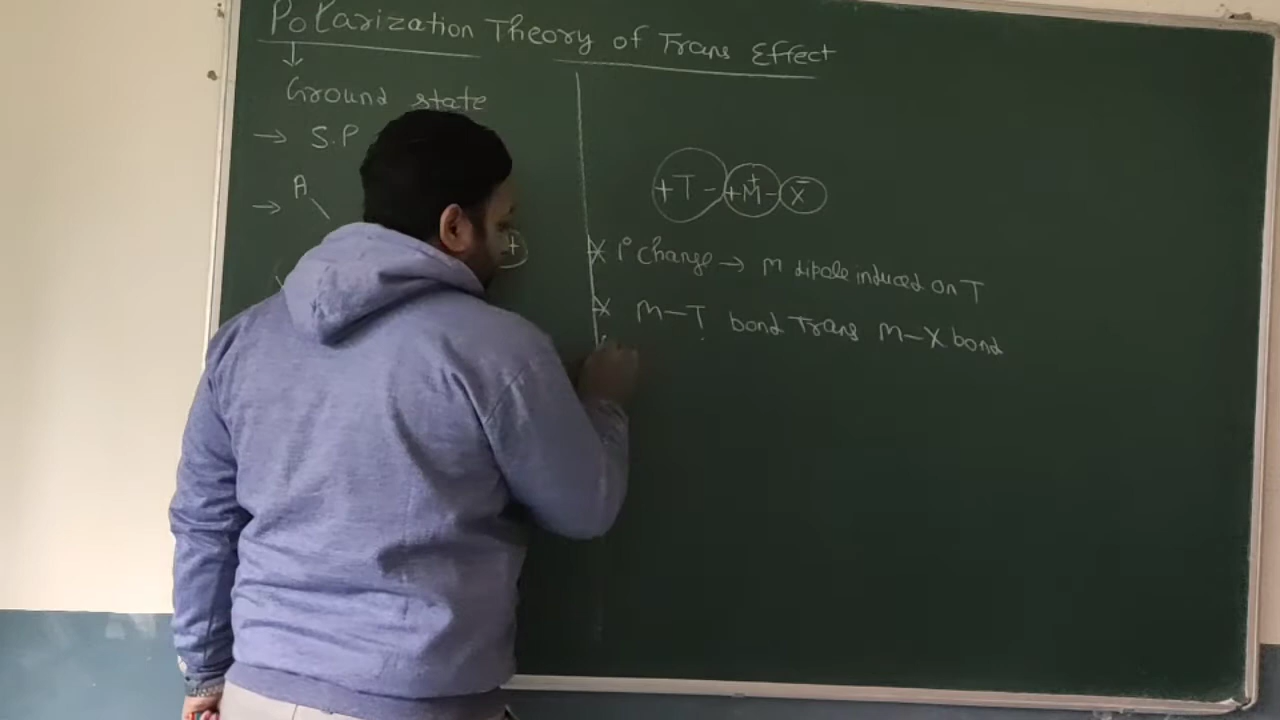 Polarization Theory of Trans Effect
↓
Ground state
→ S.P
→ A
+
+ T - + M + - X -
* 1° change → M dipole induced on T
* M-T bond Trans M-X bond